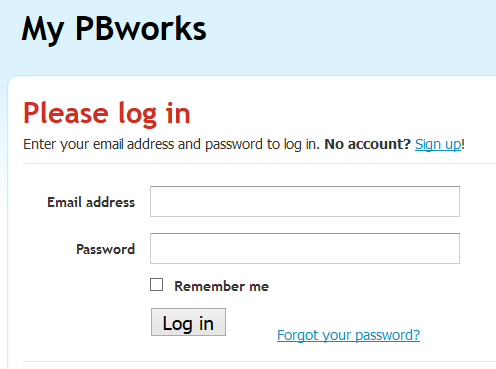 My PBworks
Please log in
Enter your email address and password to log in. No account? Sign up!
Email address
Password
Remember me
Log in
Forgot your password?